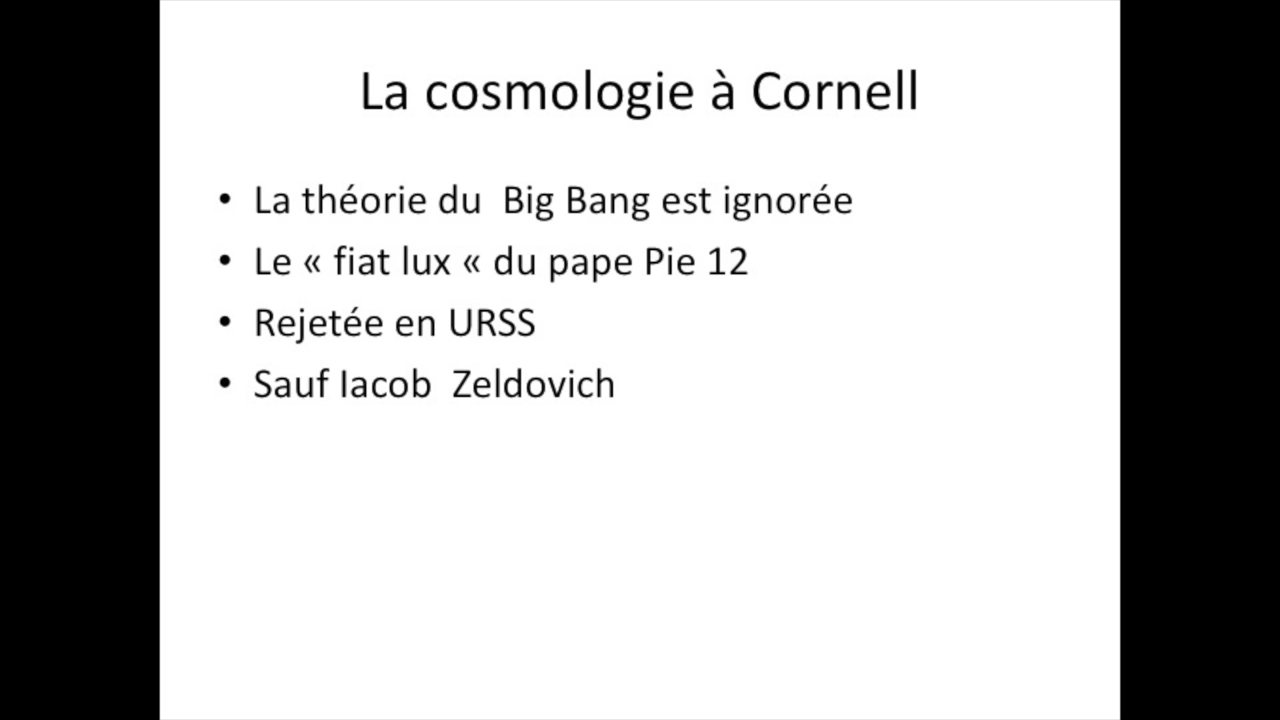 La cosmologie à Cornell
• La théorie du  Big Bang est ignorée
• Le « fiat lux « du pape Pie 12
• Rejetée en URSS
• Sauf Iacob  Zeldovich